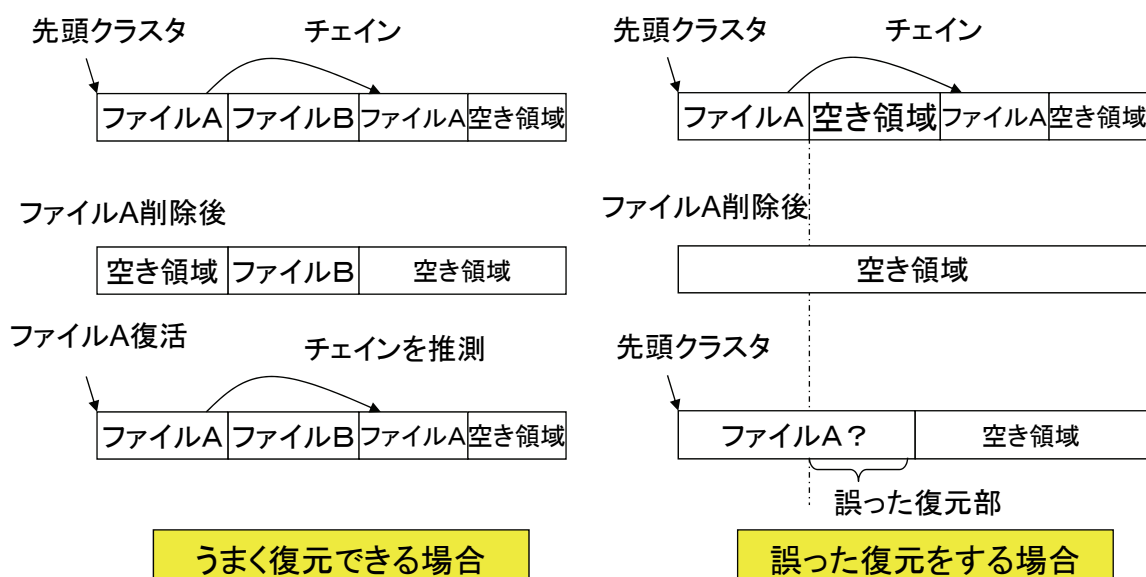 先頭クラスタ
チェイン
ファイルA
ファイルB
ファイルA
空き領域
ファイルA削除後
空き領域
ファイルB
空き領域
ファイルA復活
チェインを推測
ファイルA
ファイルB
ファイルA
空き領域
うまく復元できる場合
先頭クラスタ
チェイン
ファイルA
空き領域
ファイルA
空き領域
ファイルA削除後
空き領域
先頭クラスタ
ファイルA?
空き領域
誤った復元部
誤った復元をする場合